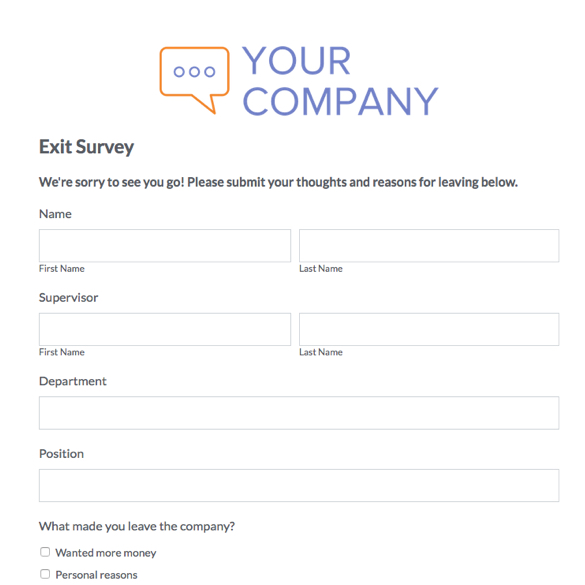 YOUR
COMPANY
Exit Survey
We're sorry to see you go! Please submit your thoughts and reasons for leaving below.
Name
First Name
Last Name
Supervisor
First Name
Last Name
Department
Position
What made you leave the company?
Wanted more money
Personal reasons